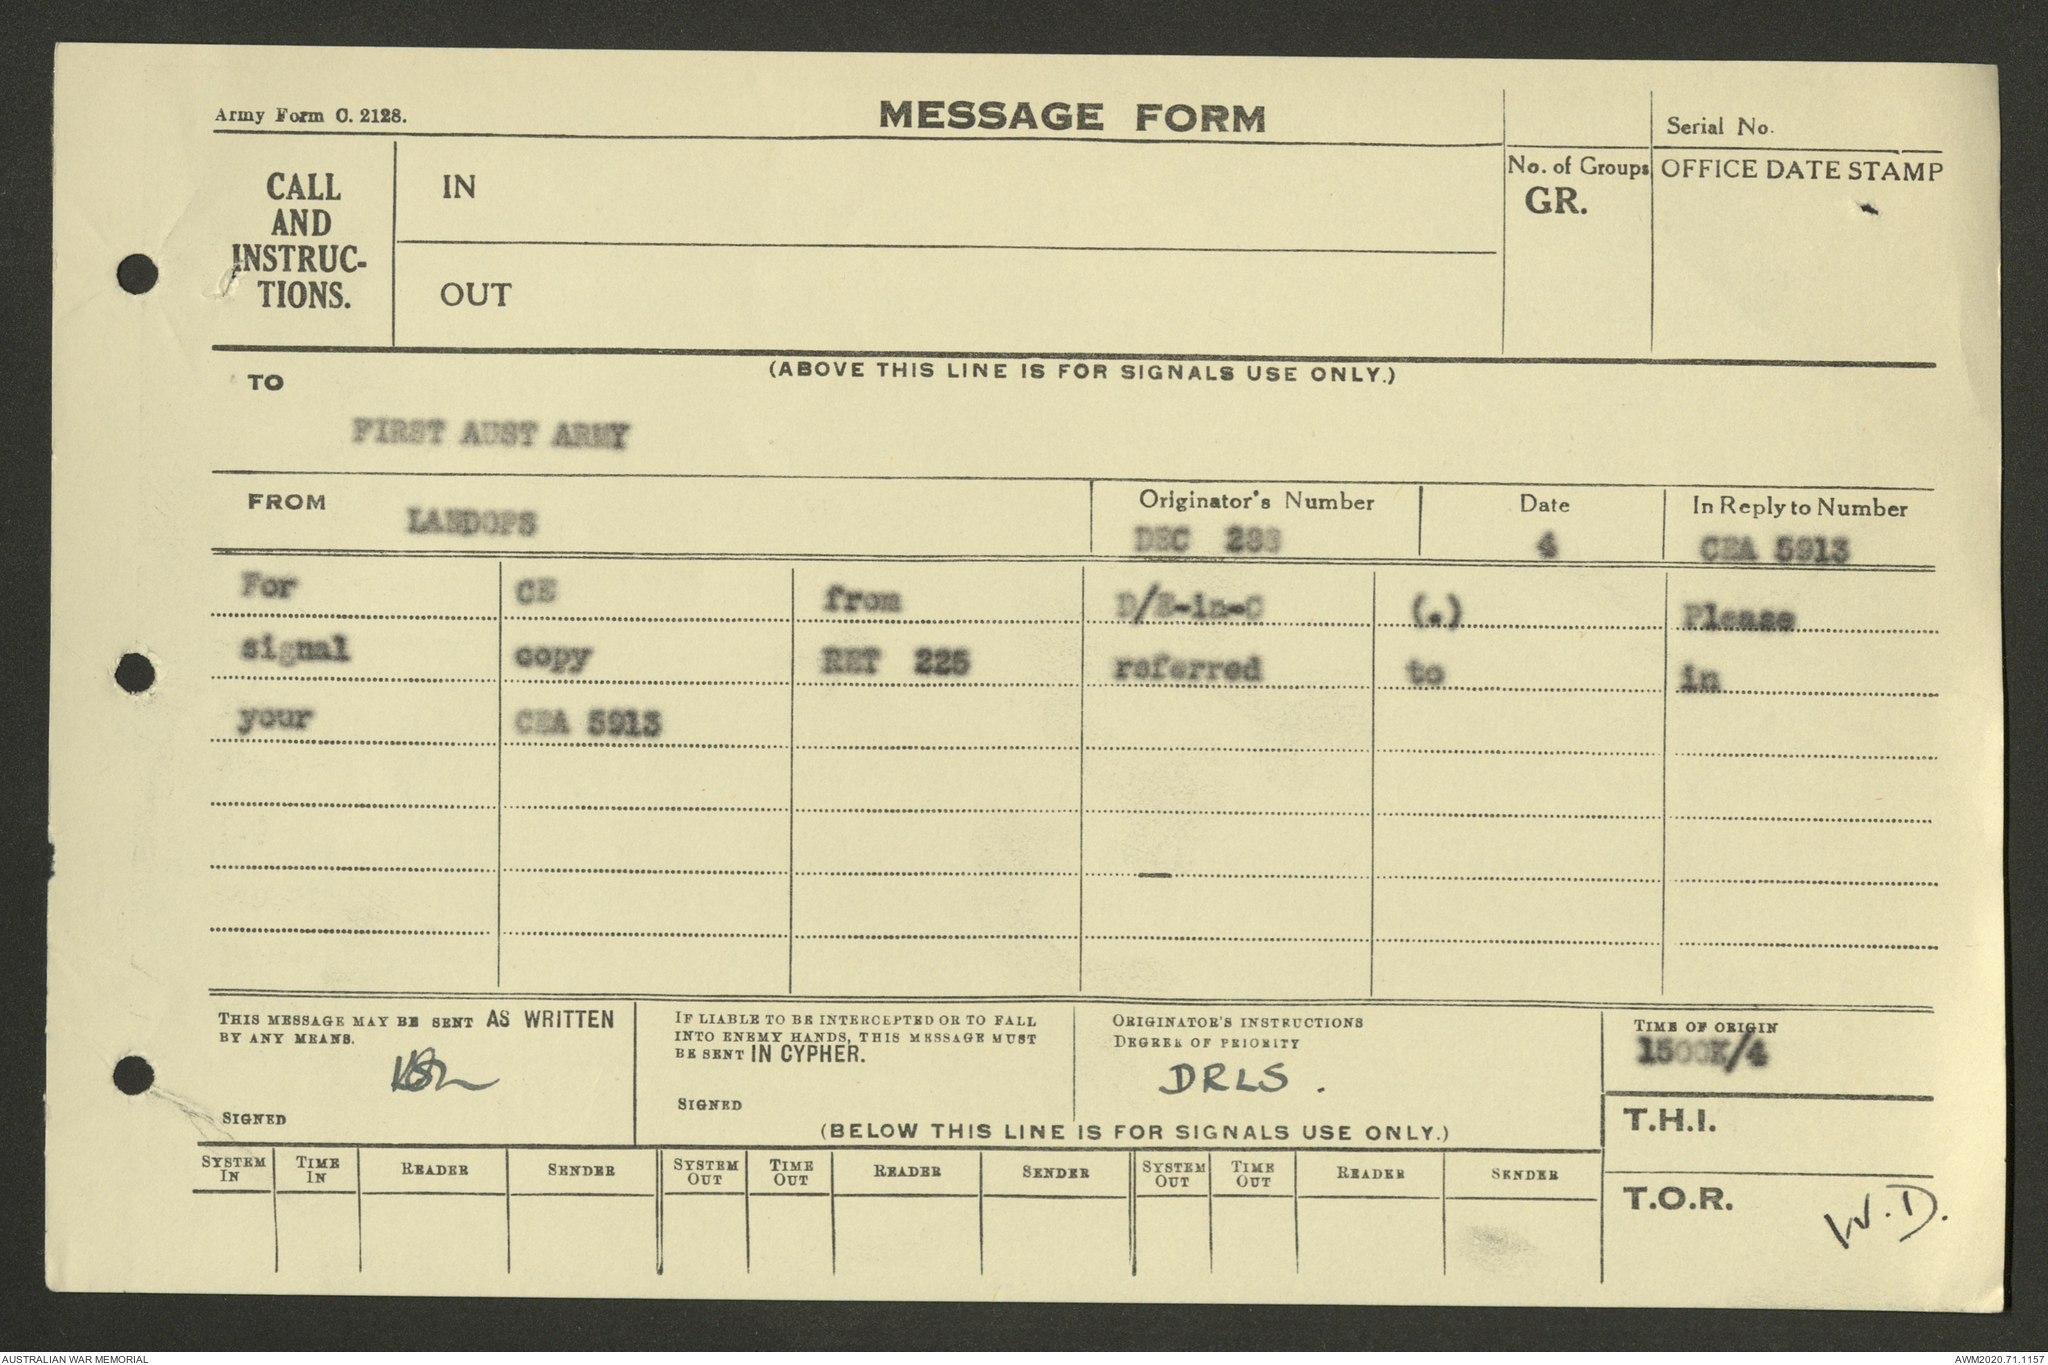 Army Form C. 2128.
MESSAGE FORM
Serial No.
CALL
AND
INSTRUC-
TIONS.
IN
OUT
No. of Groups
GR.
OFFICE DATE STAMP
(ABOVE THIS LINE IS FOR SIGNALS USE ONLY.)
TO
FIRST AUST ARMY
FROM
LANDOPS
Originator's Number
DEC 283
Date
4
In Reply to Number
CEA 5913
For CE from D/E-in-C (.) Please
signal copy RET 225 referred to in
your CEA 5913
THIS MESSAGE MAY BE SENT AS WRITTEN
BY ANY MEANS.
SIGNED
IF LIABLE TO BE INTERCEPTED OR TO FALL
INTO ENEMY HANDS, THIS MESSAGE MUST
BE SENT IN CYPHER.
SIGNED
ORIGINATOR'S INSTRUCTIONS
DEGREE OF PRIORITY
DRLS.
TIME OF ORIGIN
1500K/4
T.H.I.
T.O.R.
W.D.
(BELOW THIS LINE IS FOR SIGNALS USE ONLY.)
SYSTEM IN
TIME IN
READER
SENDER
SYSTEM OUT
TIME OUT
READER
SENDER
SYSTEM OUT
TIME OUT
READER
SENDER
AUSTRALIAN WAR MEMORIAL
AWM2020.71.1157